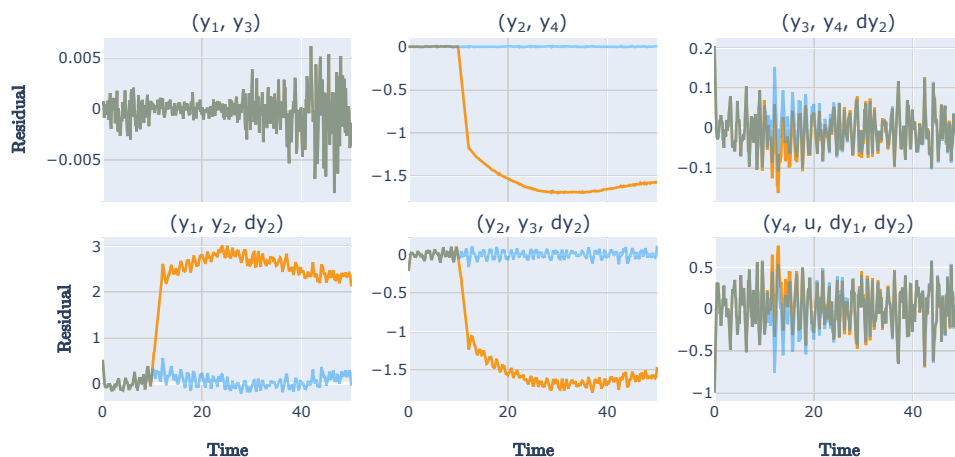 (y₁, y₃)
(y₂, y₄)
(y₃, y₄, dy₂)
Residual
0.005
0
−0.005
0
−0.5
−1
−1.5
0.2
0.1
0
−0.1
(y₁, y₂, dy₂)
(y₂, y₃, dy₂)
(y₄, u, dy₁, dy₂)
Residual
3
2
1
0
0
−0.5
−1
−1.5
0.5
0
−0.5
−1
0 20 40
0 20 40
0 20 40
Time
Time
Time